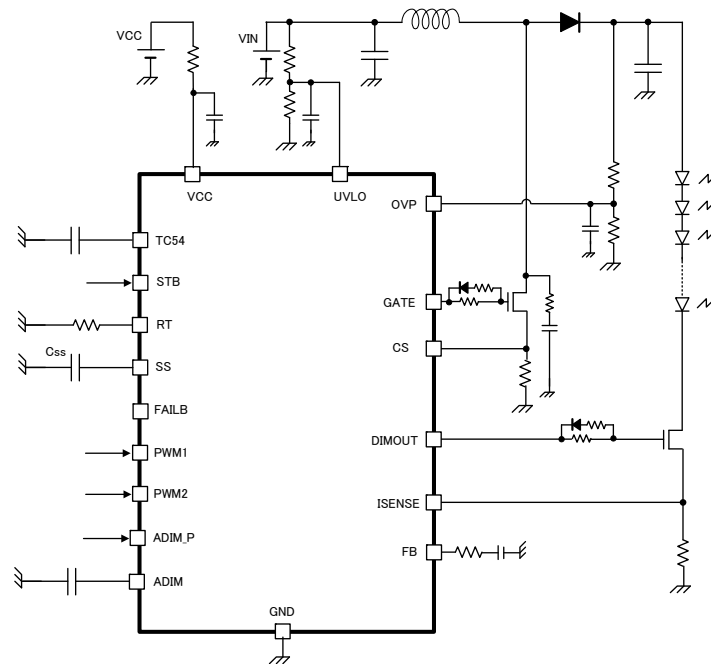 VCC
VIN
VCC
UVLO
OVP
TC54
STB
GATE
RT
CS
Css
SS
FAILB
DIMOUT
PWM1
PWM2
ISENSE
ADIM_P
FB
ADIM
GND